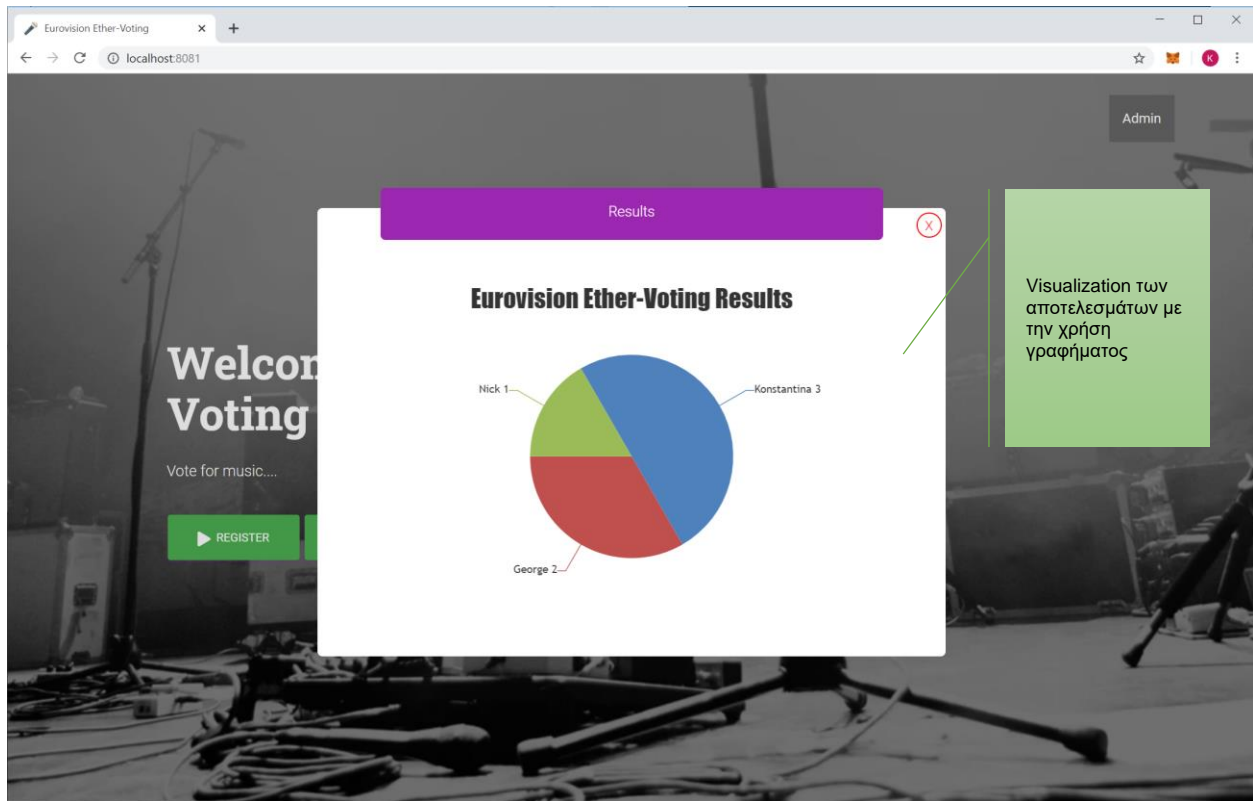 Eurovision Ether-Voting
localhost:8081
K
Admin
Results
X
Eurovision Ether-Voting Results
Nick 1
Konstantina 3
George 2
Welcom
Voting
Vote for music....
REGISTER
Visualization των
αποτελεσμάτων με
την χρήση
γραφήματος